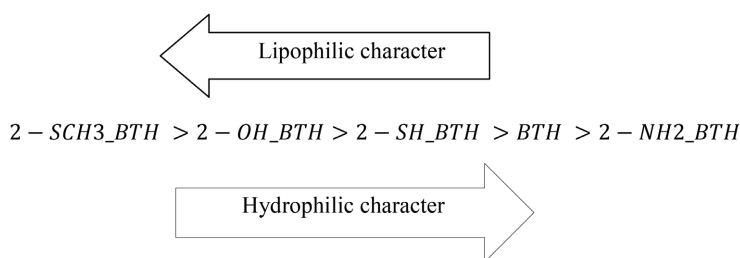 Lipophilic character
2 − SCH3_BTH > 2 − OH_BTH > 2 − SH_BTH > BTH > 2 − NH2_BTH
Hydrophilic character